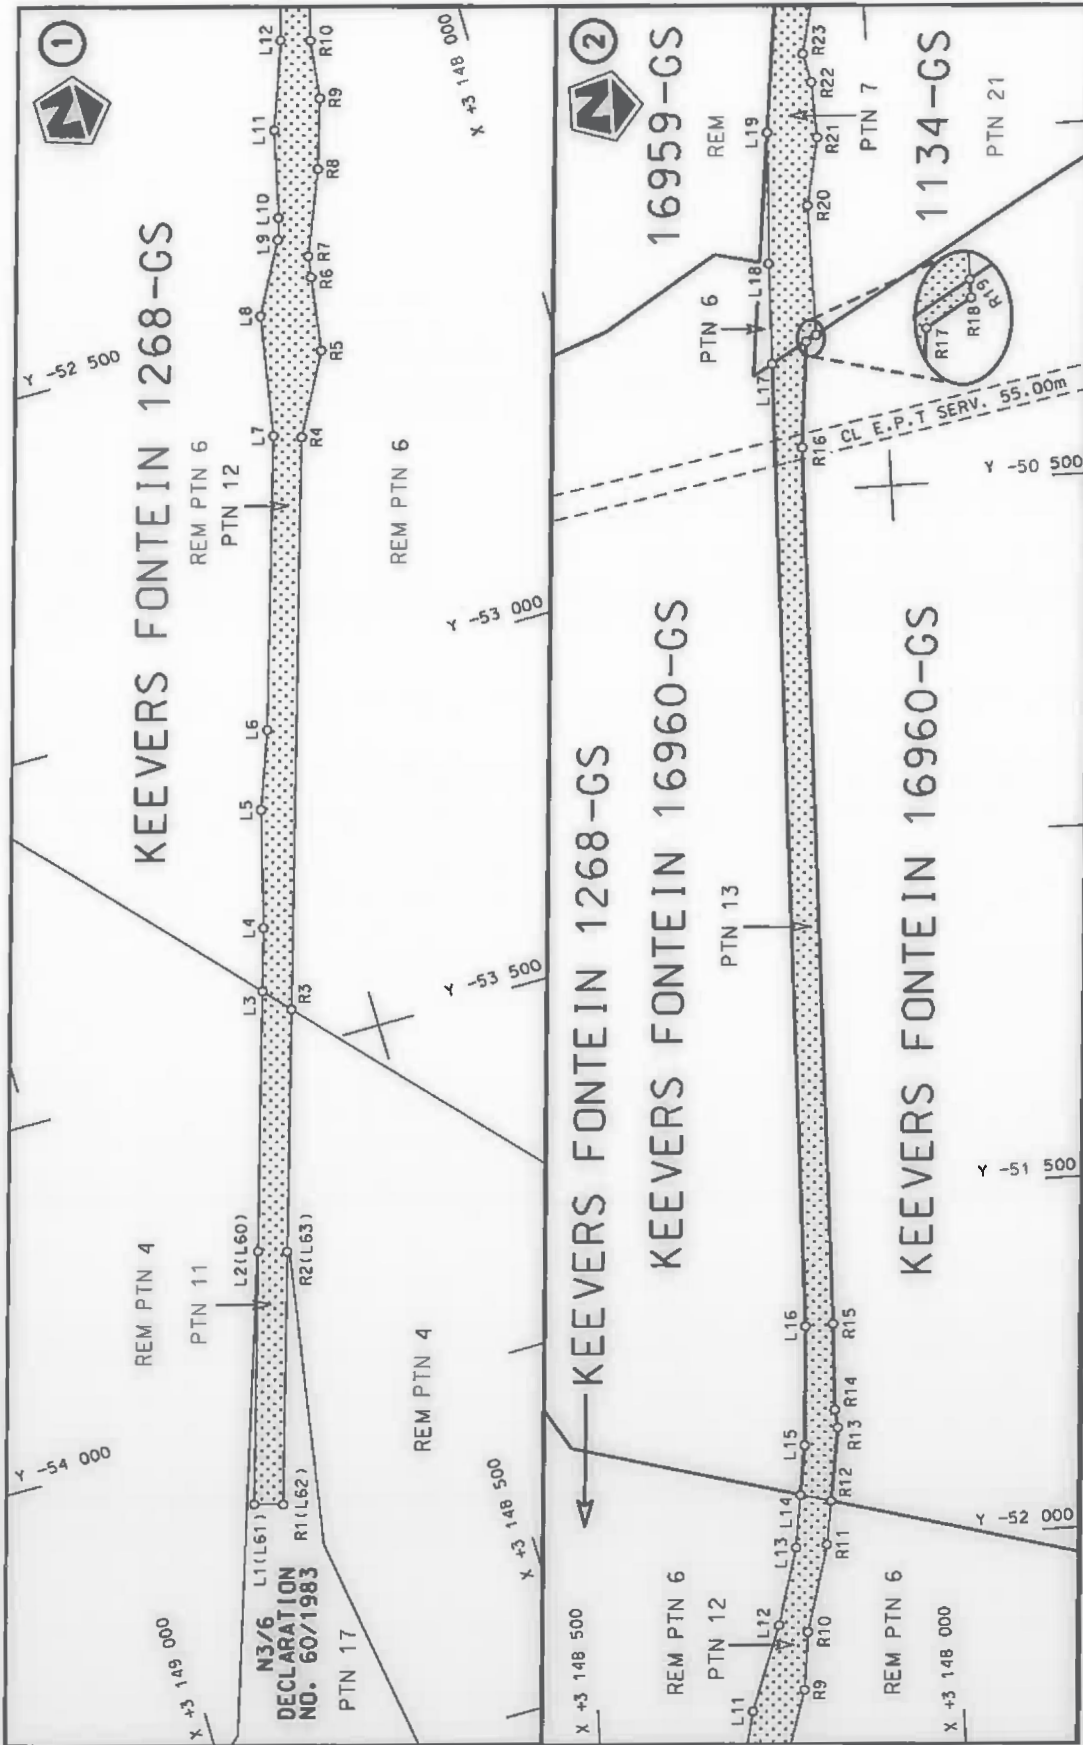 1
L12
R10
X +3 148 000
L11
R9
R8
L10
L9
R7
R6
L8
R5
KEEVERS FONTEIN 1268-GS
Y -52 500
L7
R4
REM PTN 6
PTN 12
REM PTN 6
Y -53 000
L6
L5
L4
L3
R3
Y -53 500
L2(L60)
R2(L63)
REM PTN 4
PTN 11
REM PTN 4
Y -54 000
L1(L61)
R1(L62)
N3/6
DECLARATION
NO. 60/1983
PTN 17
X +3 149 000
X +3 148 500
2
16959-GS
REM
R23
R22
L19
R21
PTN 7
1134-GS
PTN 21
R20
L18
PTN 6
R17
R18
R19
L17
R16
CL E.P.T SERV. 55.00m
Y -50 500
KEEVERS FONTEIN 1268-GS
KEEVERS FONTEIN 16960-GS
PTN 13
KEEVERS FONTEIN 16960-GS
Y -51 500
L16
R15
R14
R13
L15
L14
R12
Y -52 000
L13
R11
L12
R10
REM PTN 6
PTN 12
REM PTN 6
L11
R9
X +3 148 500
X +3 148 000